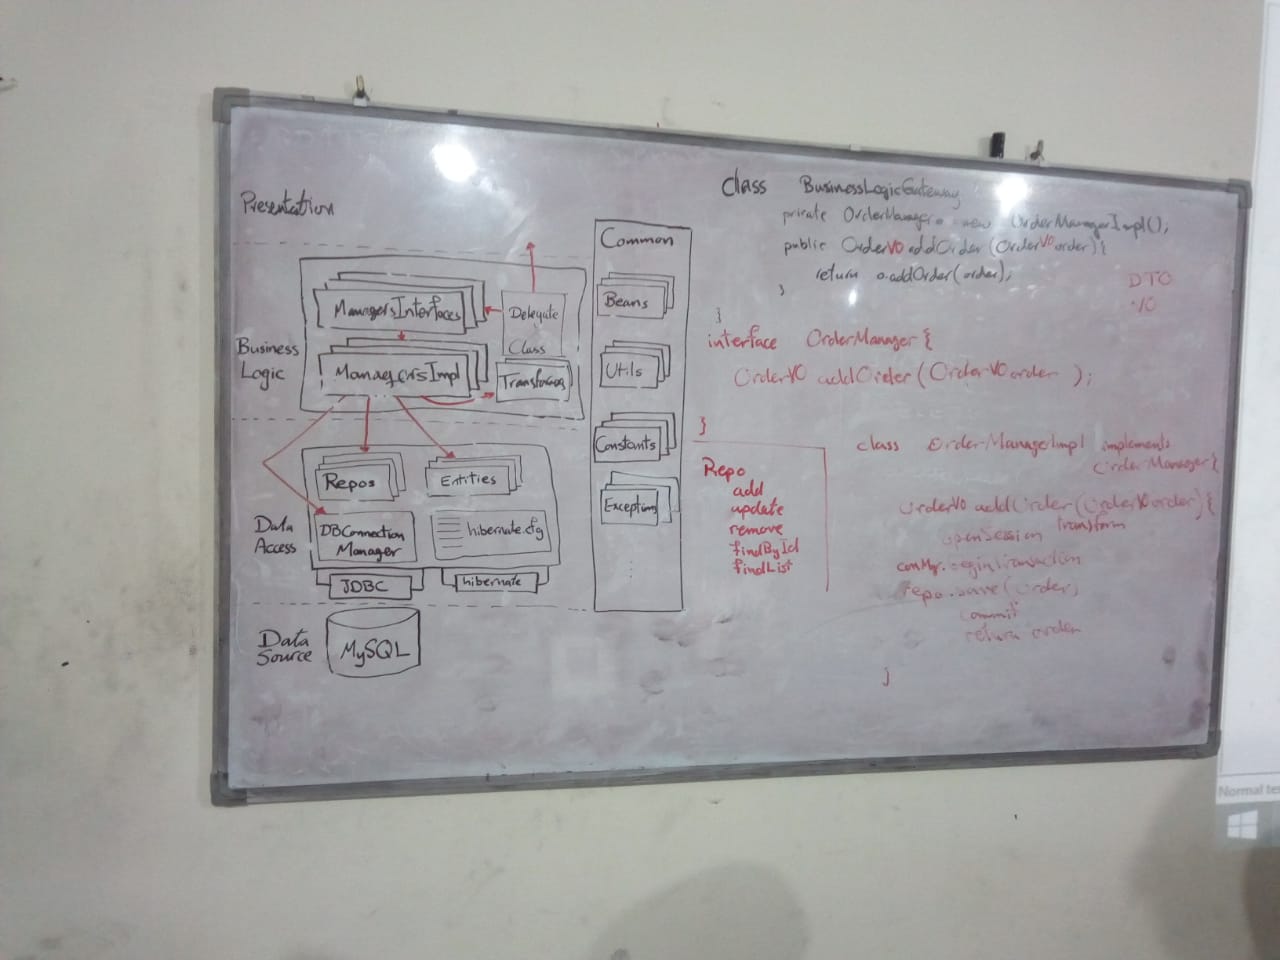 Presentation
ManagersInterfaces
Delegate
Class
Business
Logic
ManagersImpl
Repos
Entities
Data
Access
DBConnection
Manager
hibernate.cfg
JDBC
hibernate
Data
Source
MySQL
Common
Beans
Utils
Constants
Exceptions
class BusinessLogicGateway
private OrderManager o = new OrderManagerImpl();
public OrderVO addOrder (OrderVO order) {
return o.addOrder(order);
}
}
DTO
VO
interface OrderManager {
OrderVO addOrder (OrderVO order );
}
Repo
add
update
remove
findById
findList
class OrderManagerImpl implements
OrderManager {
OrderVO addOrder (OrderVO order) {
transform
openSession
conMgr.beginTransaction
repo.save(order)
commit
return order
}